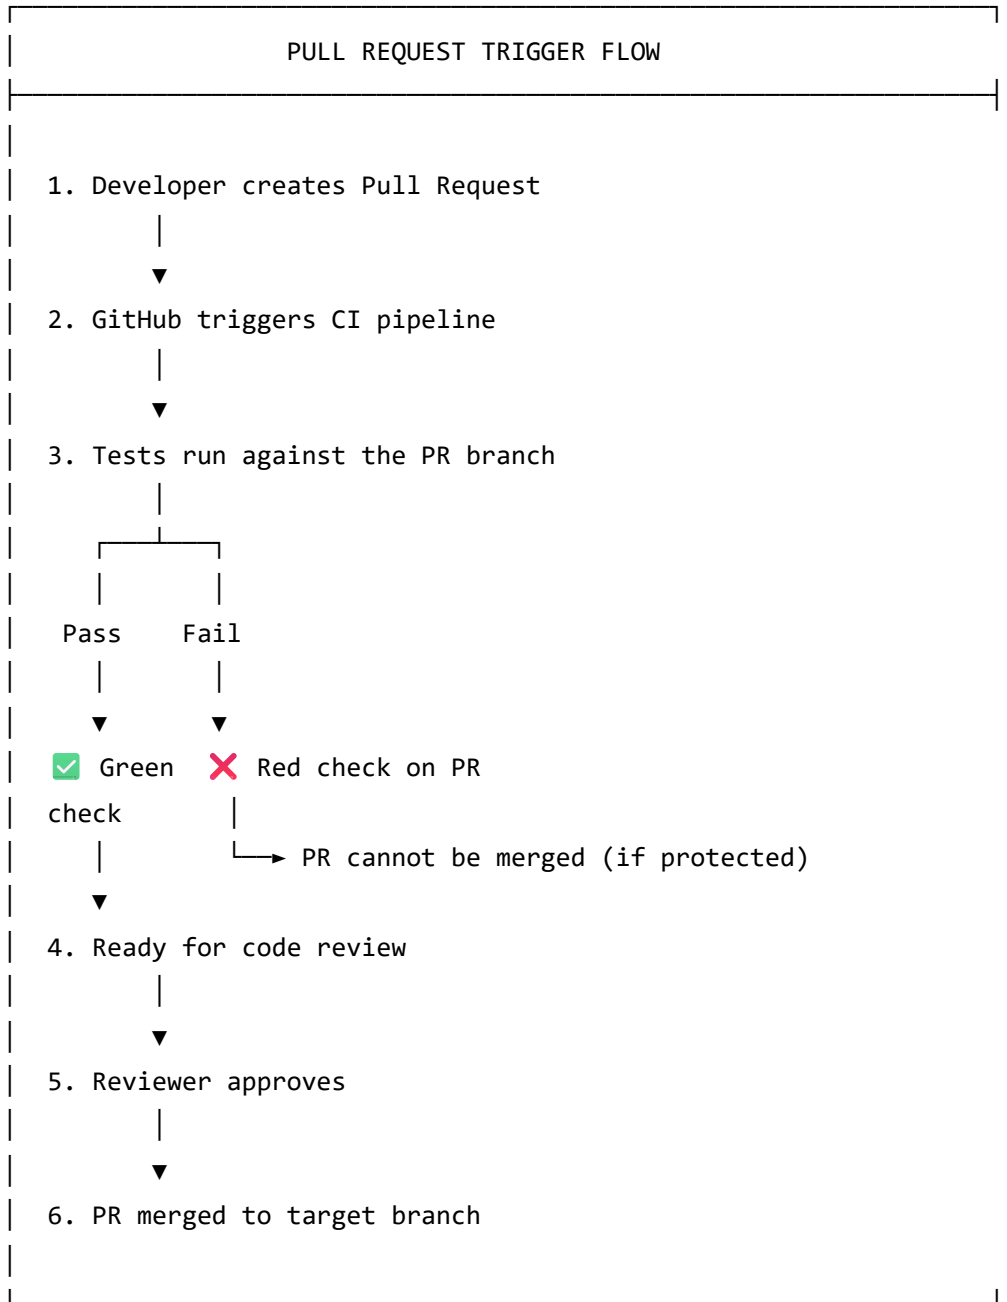 PULL REQUEST TRIGGER FLOW
1. Developer creates Pull Request
2. GitHub triggers CI pipeline
3. Tests run against the PR branch
Pass Fail
✅ Green ❌ Red check on PR
check
PR cannot be merged (if protected)
4. Ready for code review
5. Reviewer approves
6. PR merged to target branch